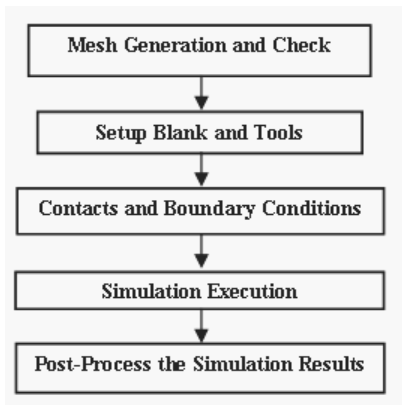 Mesh Generation and Check
Setup Blank and Tools
Contacts and Boundary Conditions
Simulation Execution
Post-Process the Simulation Results